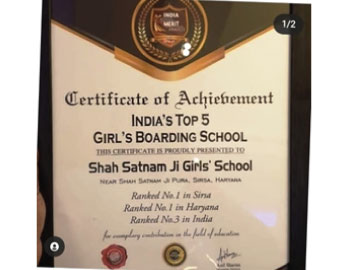 1/2
INDIA
MERIT
Certificate of Achievement
INDIA'S TOP 5
GIRL'S BOARDING SCHOOL
THIS CERTIFICATE IS PROUDLY PRESENTED TO
Shah Satnam Ji Girls' School
NEAR SHAH SATNAM JI PURA, SIRSA, HARYANA
Ranked No.1 in Sirsa
Ranked No.1 in Haryana
Ranked No.3 in India
for exemplary contribution in the field of education